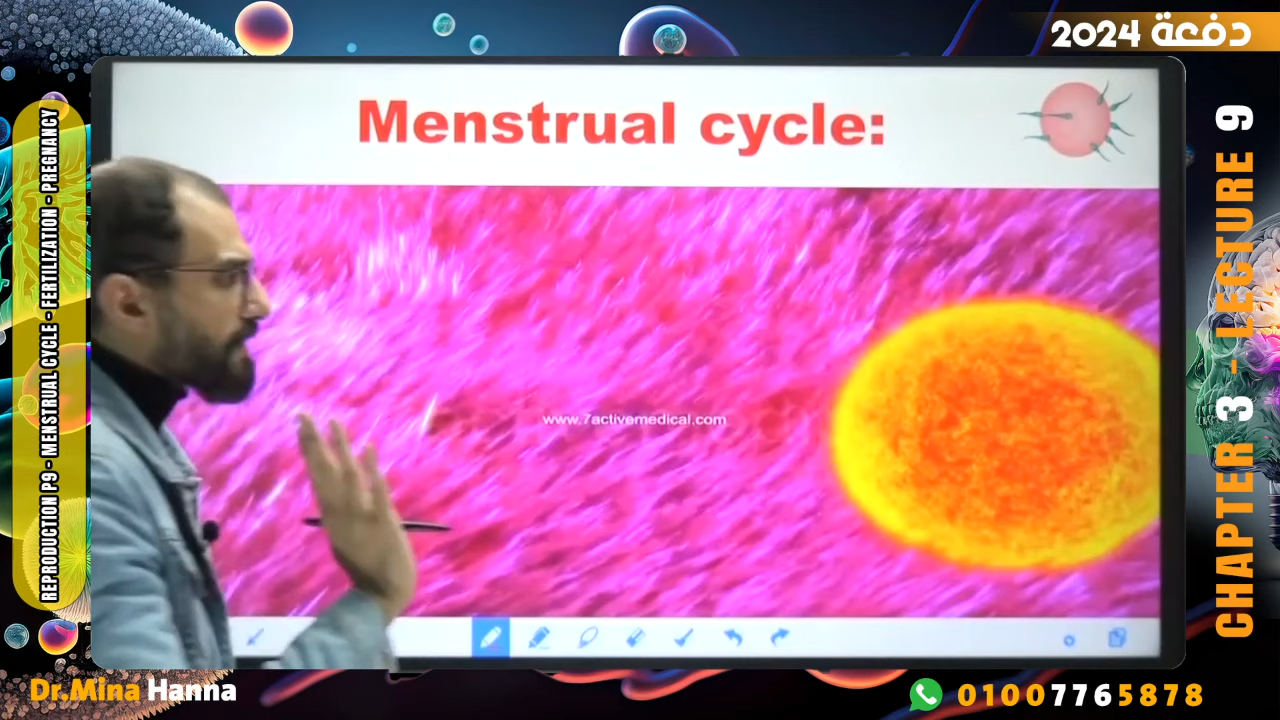 دفعة 2024
Menstrual cycle:
www.7activemedical.com
REPRODUCTION P9 - MENSTRUAL CYCLE - FERTILIZATION - PREGNANCY
CHAPTER 3 - LECTURE 9
Dr.Mina Hanna
01007765878